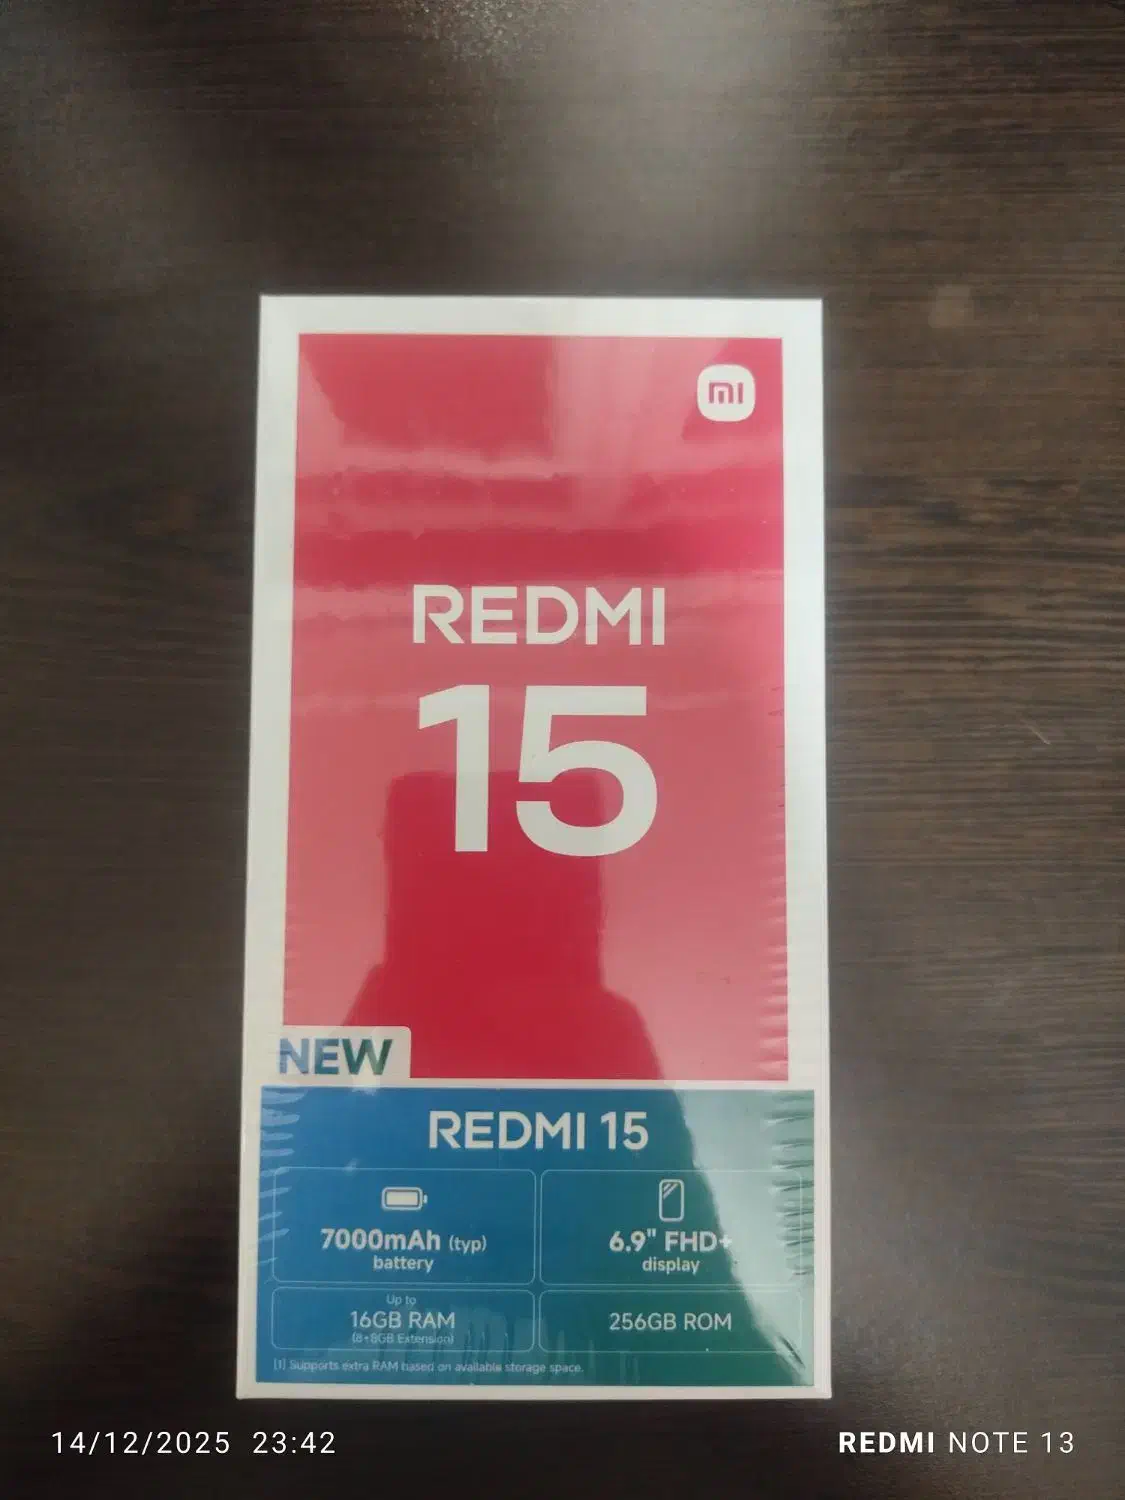 mi
REDMI
15
NEW
REDMI 15
7000mAh (typ)
battery
6.9" FHD+
display
Up to
16GB RAM
(8+8GB Extension)
256GB ROM
[1] Supports extra RAM based on available storage space.
14/12/2025 23:42
REDMI NOTE 13